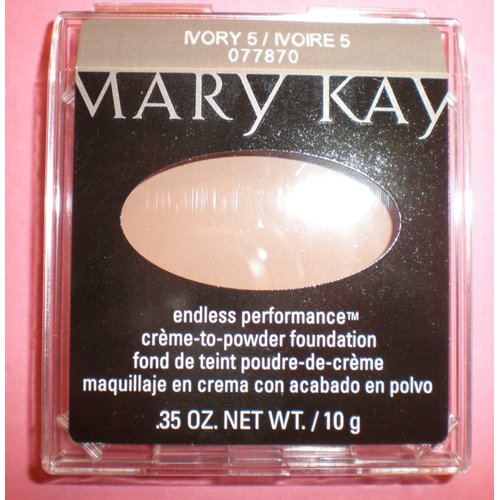 IVORY 5 / IVOIRE 5
077870
MARY KAY
endless performance™
crème-to-powder foundation
fond de teint poudre-de-crème
maquillaje en crema con acabado en polvo
.35 OZ. NET WT. / 10 g